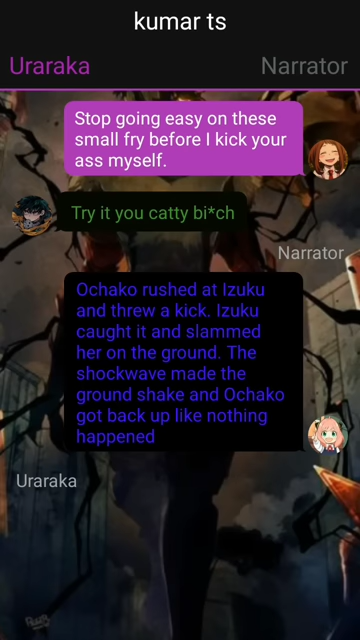 kumar ts
Uraraka
Narrator
Stop going easy on these
small fry before I kick your
ass myself.
Try it you catty bi*ch
Narrator
Ochako rushed at Izuku
and threw a kick. Izuku
caught it and slammed
her on the ground. The
shockwave made the
ground shake and Ochako
got back up like nothing
happened
Uraraka